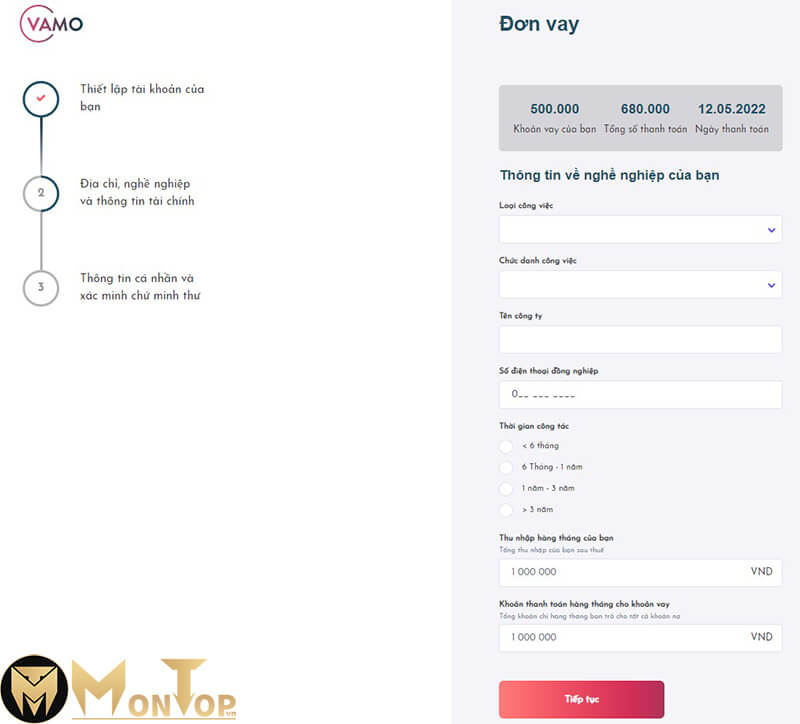 VAMO
Thiết lập tài khoản của
bạn
2
Địa chỉ, nghề nghiệp
và thông tin tài chính
3
Thông tin cá nhân và
xác minh chứ minh thư
Đơn vay
500.000 680.000 12.05.2022
Khoản vay của bạn Tổng số thanh toán Ngày thanh toán
Thông tin về nghề nghiệp của bạn
Loại công việc
Chức danh công việc
Tên công ty
Số điện thoại đồng nghiệp
0__ ___ ____
Thời gian công tác
< 6 tháng
6 Tháng - 1 năm
1 năm - 3 năm
> 3 năm
Thu nhập hàng tháng của bạn
Tổng thu nhập của bạn sau thuế
1 000 000 VND
Khoản thanh toán hàng tháng cho khoản vay
Tổng khoản chi hàng tháng bạn trả cho tất cả khoản nợ
1 000 000 VND
Tiếp tục
MONTOP.vn